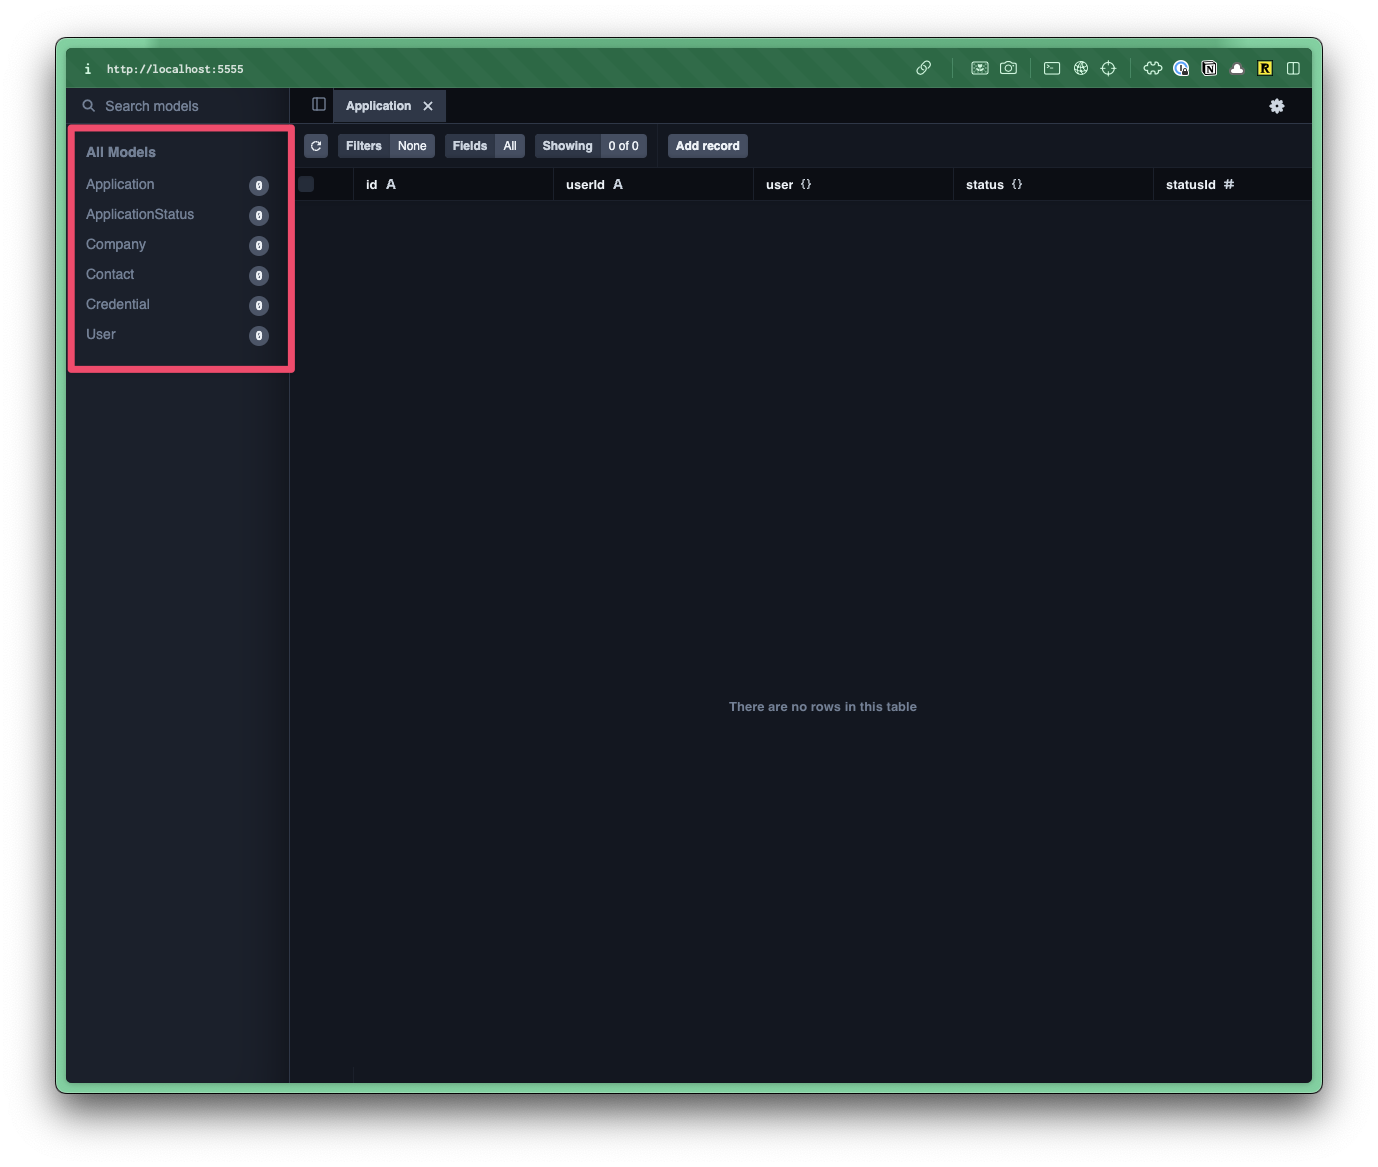 i http://localhost:5555
Search models
Application
All Models
Application 0
ApplicationStatus 0
Company 0
Contact 0
Credential 0
User 0
Filters None Fields All Showing 0 of 0 Add record
id A userId A user {} status {} statusId #
There are no rows in this table